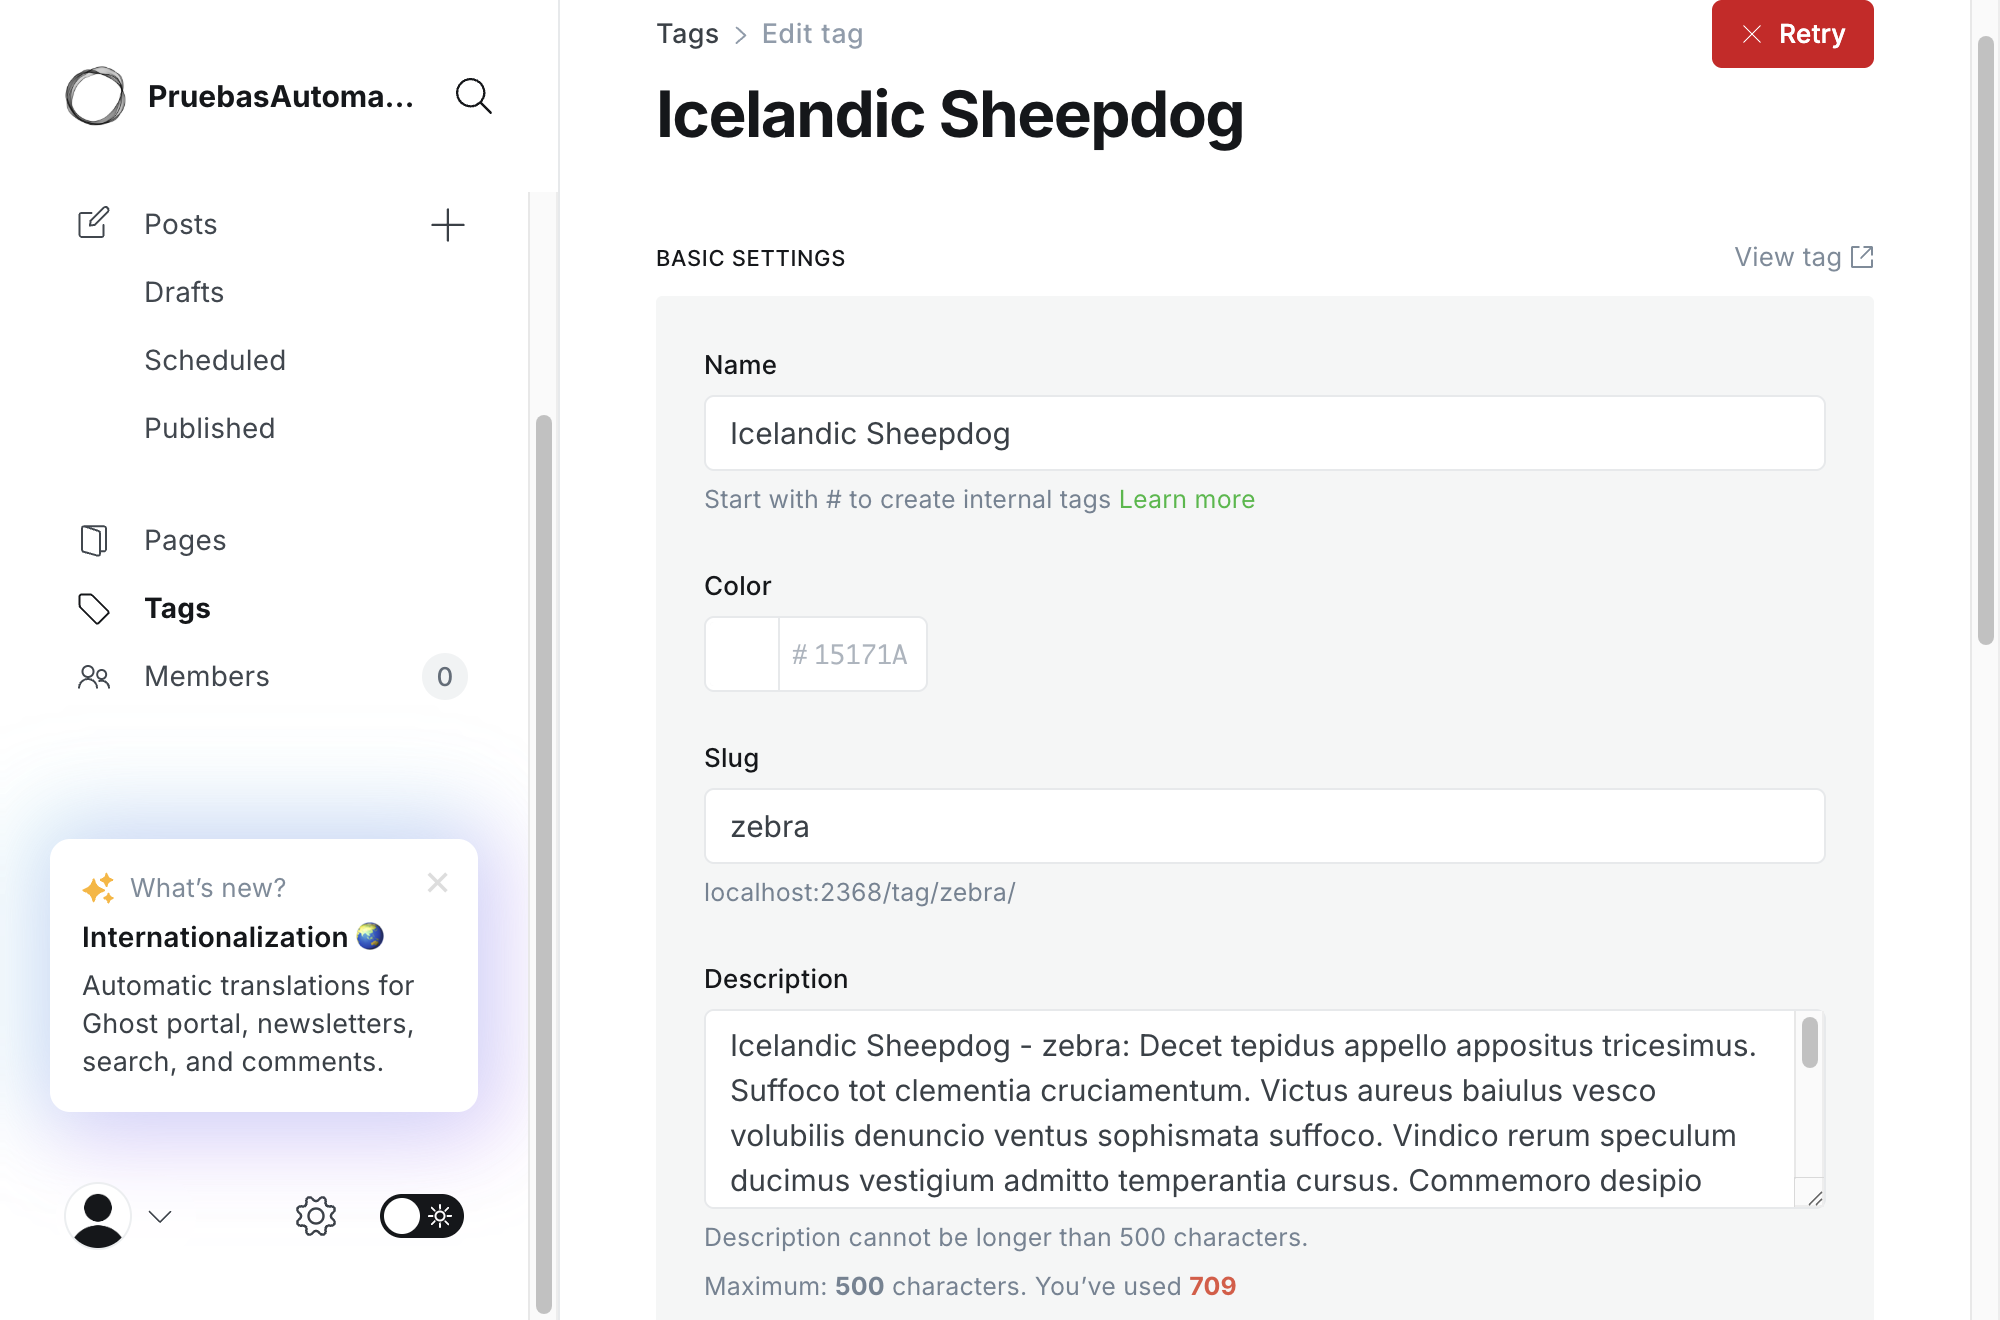 PruebasAutoma...
Posts
Drafts
Scheduled
Published
Pages
Tags
Members
0
What’s new?
Internationalization
Automatic translations for
Ghost portal, newsletters,
search, and comments.
Tags > Edit tag
Retry
Icelandic Sheepdog
BASIC SETTINGS
View tag
Name
Icelandic Sheepdog
Start with # to create internal tags Learn more
Color
# 15171A
Slug
zebra
localhost:2368/tag/zebra/
Description
Icelandic Sheepdog - zebra: Decet tepidus appello appositus tricesimus.
Suffoco tot clementia cruciamentum. Victus aureus baiulus vesco
volubilis denuncio ventus sophismata suffoco. Vindico rerum speculum
ducimus vestigium admitto temperantia cursus. Commemoro desipio
Description cannot be longer than 500 characters.
Maximum: 500 characters. You’ve used 709